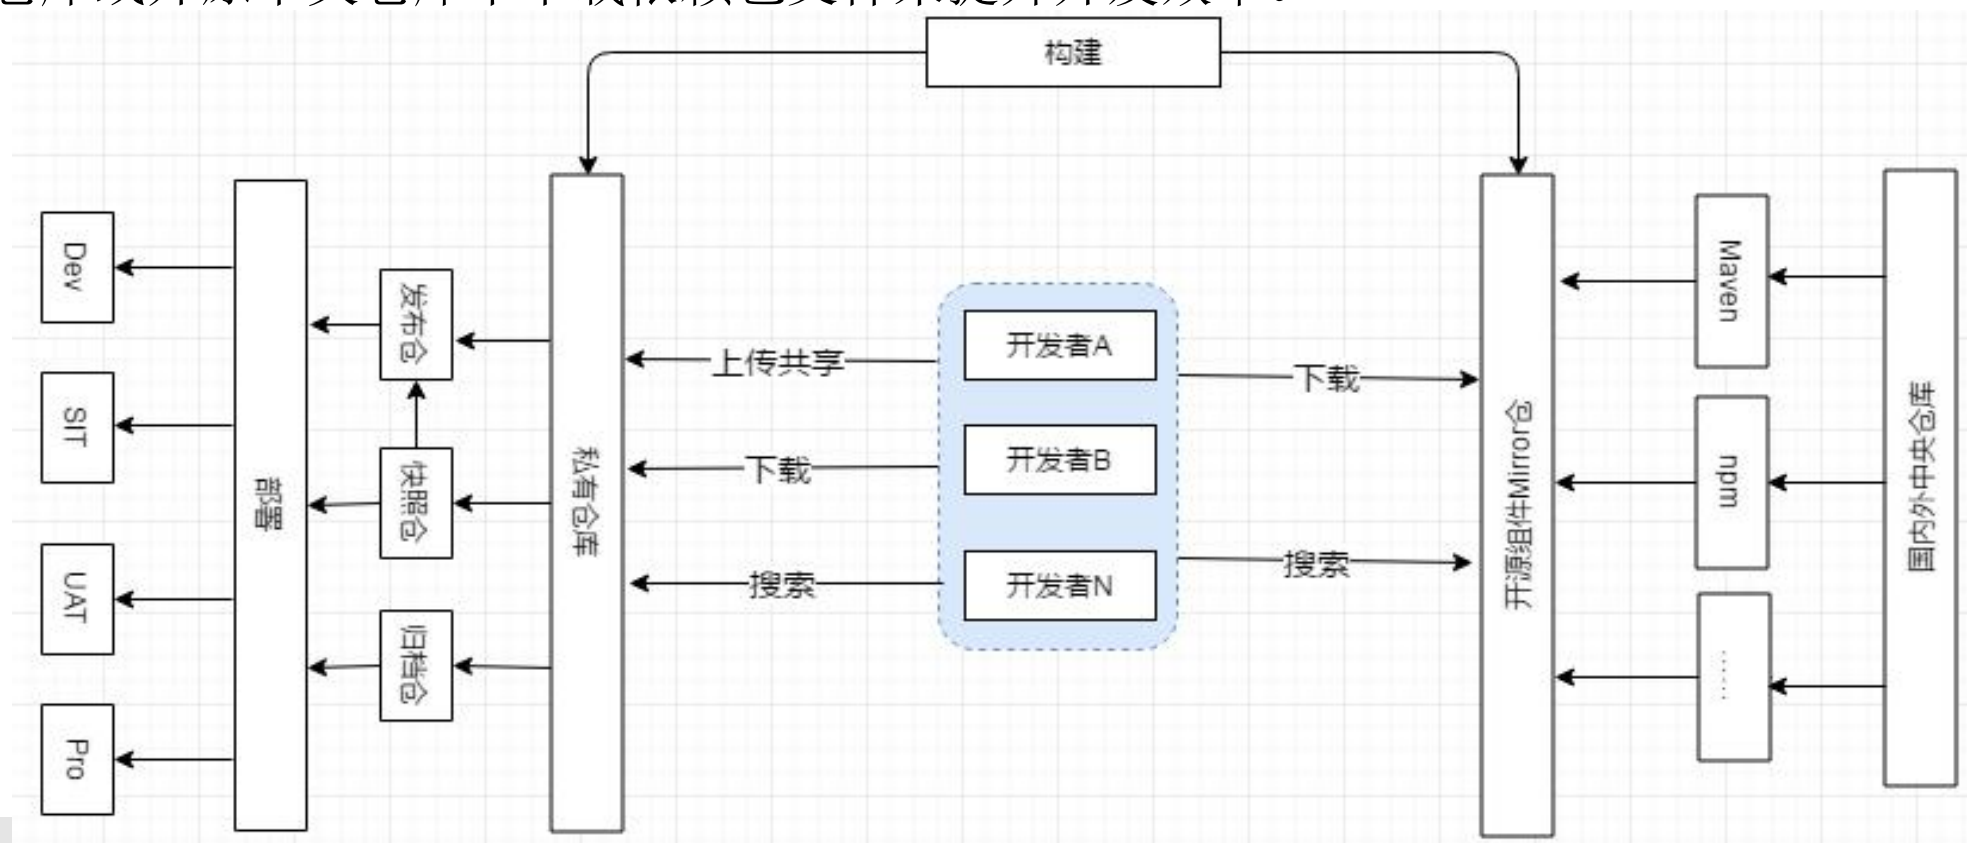 构建
Dev
SIT
UAT
Pro
部署
发布仓
快照仓
归档仓
私有仓库
上传共享
下载
搜索
开发者A
开发者B
开发者N
下载
搜索
开源组件Mirror仓
Maven
npm
......
国内外中央仓库